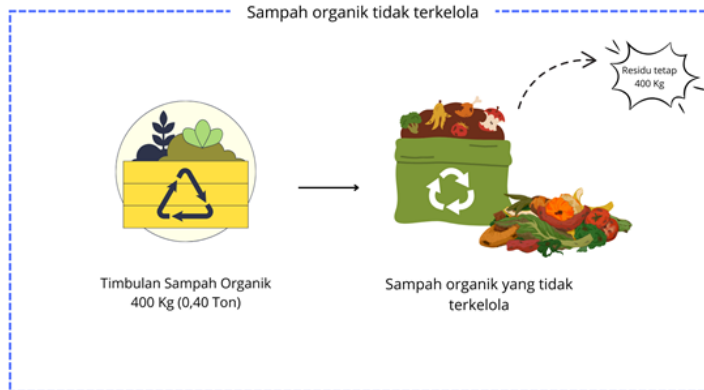 Sampah organik tidak terkelola
Residu tetap
400 Kg
Timbulan Sampah Organik
400 Kg (0,40 Ton)
Sampah organik yang tidak
terkelola